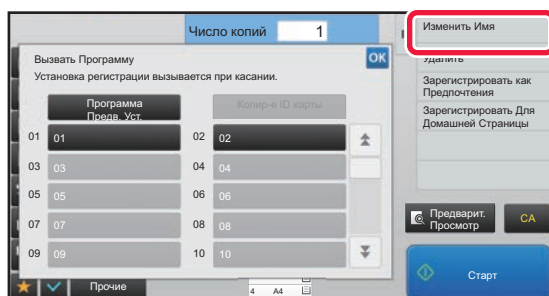 Число копий 1
Изменить Имя
Вызвать Программу
OK
Удалить
Установка регистрации вызывается при касании.
Зарегистрировать как
Предпочтения
Программа
Предв. Уст.
Копир-е ID карты
Зарегистрировать Для
Домашней Страницы
01 01
02 02
03 03
04 04
05 05
06 06
07 07
08 08
09 09
10 10
Предварит.
Просмотр
CA
Прочие
4 A4
Старт